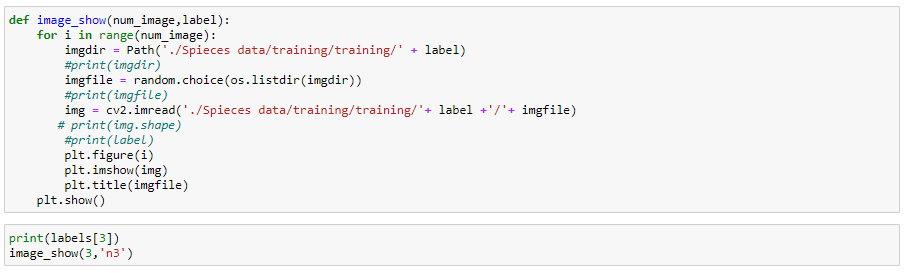 def image_show(num_image,label):
    for i in range(num_image):
        imgdir = Path('./Spieces data/training/training/' + label)
        #print(imgdir)
        imgfile = random.choice(os.listdir(imgdir))
        #print(imgfile)
        img = cv2.imread('./Spieces data/training/training/'+ label +'/'+ imgfile)
       # print(img.shape)
        #print(label)
        plt.figure(i)
        plt.imshow(img)
        plt.title(imgfile)
    plt.show()
print(labels[3])
image_show(3,'n3')